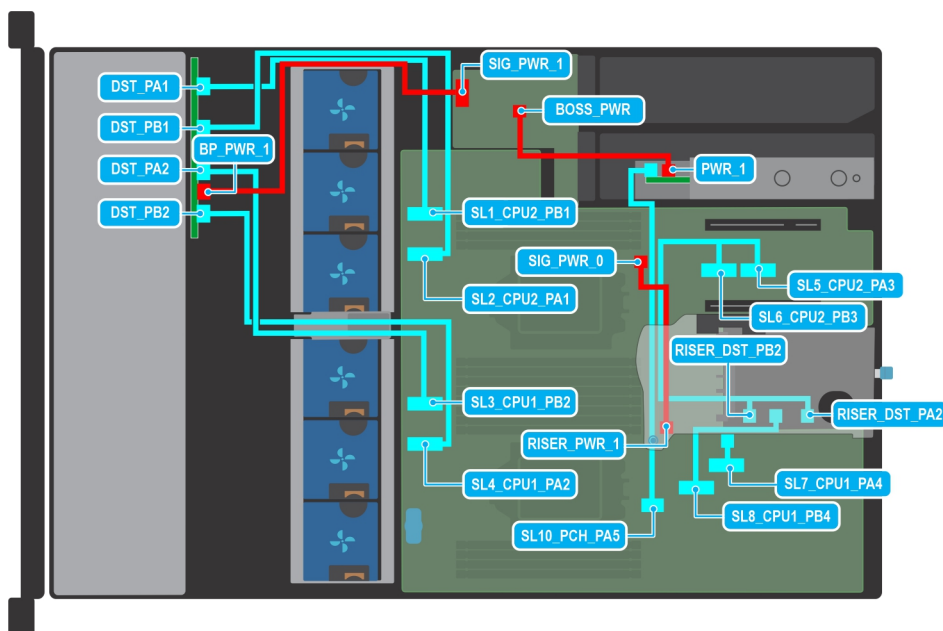 SIG_PWR_1
DST_PA1
BOSS_PWR
DST_PB1
BP_PWR_1
DST_PA2
PWR_1
DST_PB2
SL1_CPU2_PB1
SIG_PWR_0
SL5_CPU2_PA3
SL2_CPU2_PA1
SL6_CPU2_PB3
RISER_DST_PB2
SL3_CPU1_PB2
RISER_DST_PA2
RISER_PWR_1
SL4_CPU1_PA2
SL7_CPU1_PA4
SL8_CPU1_PB4
SL10_PCH_PA5